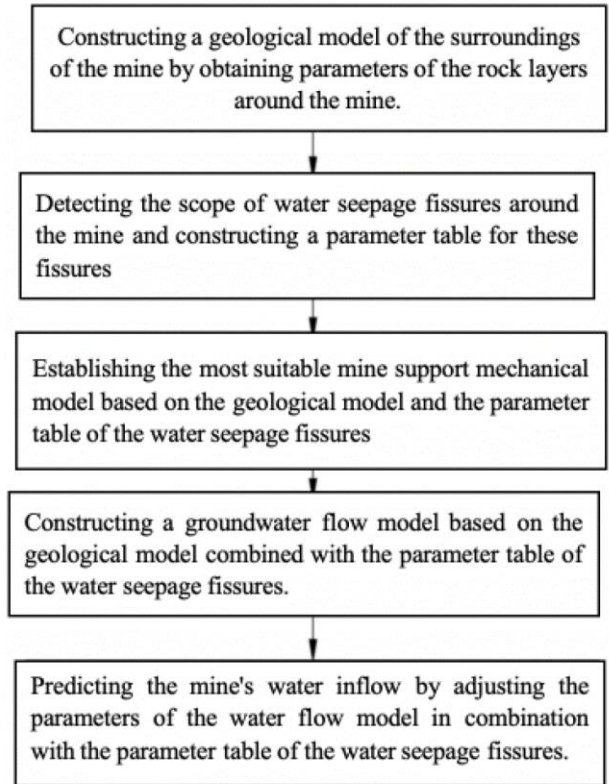 Constructing a geological model of the surroundings
of the mine by obtaining parameters of the rock layers
around the mine.
Detecting the scope of water seepage fissures around
the mine and constructing a parameter table for these
fissures
Establishing the most suitable mine support mechanical
model based on the geological model and the parameter
table of the water seepage fissures
Constructing a groundwater flow model based on the
geological model combined with the parameter table of
the water seepage fissures.
Predicting the mine's water inflow by adjusting the
parameters of the water flow model in combination
with the parameter table of the water seepage fissures.